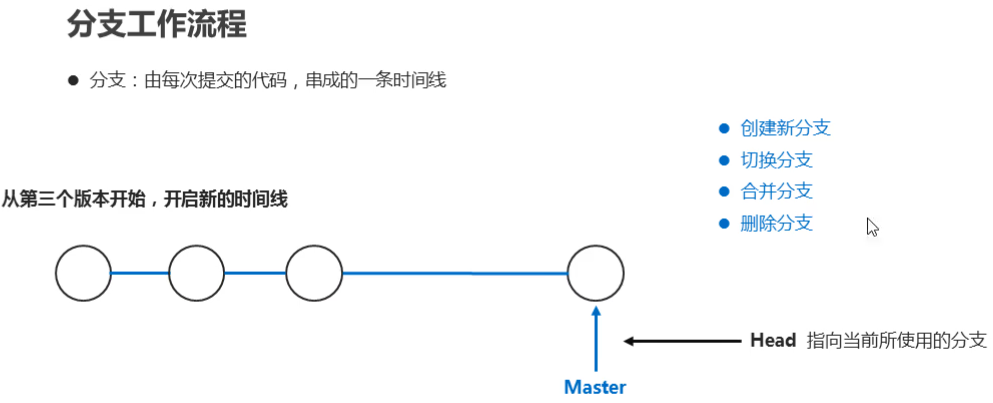 分支工作流程
● 分支：由每次提交的代码，串成的一条时间线
● 创建新分支
● 切换分支
● 合并分支
● 删除分支
从第三个版本开始，开启新的时间线
Head 指向当前所使用的分支
Master